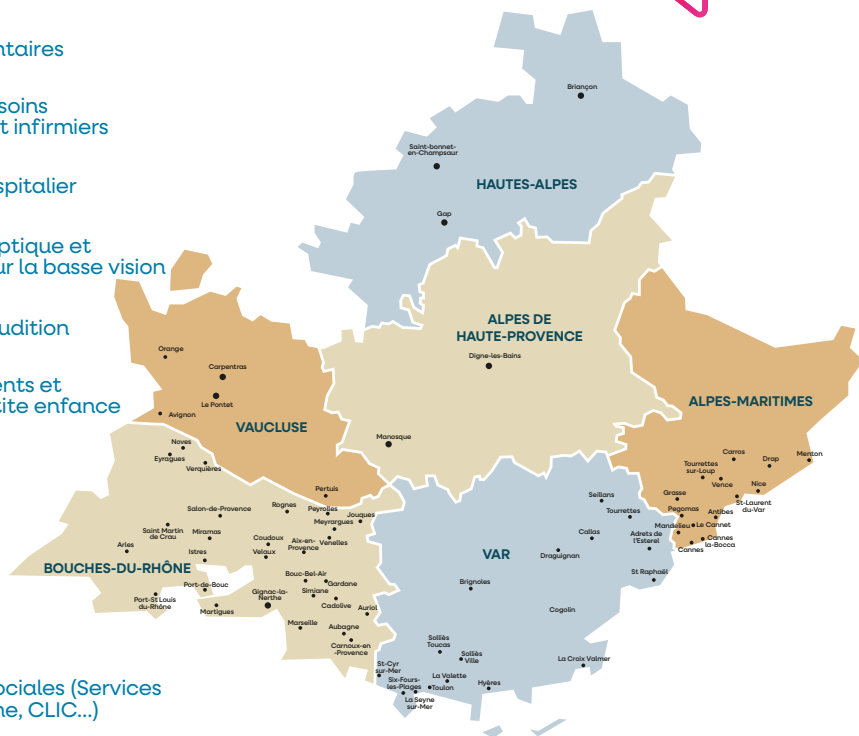 ntaires
soins
t infirmiers
spitalier
ptique et
ur la basse vision
udition
ents et
tite enfance
ociales (Services
ne, CLIC...)
Briançon
Saint-bonnet-
en-Champsaur
HAUTES-ALPES
Gap
ALPES DE
HAUTE-PROVENCE
Digne-les-Bains
Manosque
Orange
Carpentras
Le Pontet
Avignon
VAUCLUSE
Pertuis
ALPES-MARITIMES
Carros
Menton
Drap
Tourrettes
sur-Loup
Vence
Nice
Grasse
St-Laurent
du-Var
Pegomas
Antibes
Mandelieu
Le Cannet
Cannes
la-Bocca
Cannes
Noves
Eyragues
Verquières
Salon-de-Provence
Rognes
Peyrolles
Jouques
Meyrargues
Saint Martin
de Crau
Miramas
Coudoux
Aix-en-
Provence
Venelles
Arles
Istres
Velaux
BOUCHES-DU-RHÔNE
Bouc-Bel-Air
Gardane
Port-de-Bouc
Simiane
Gignac-la-
Nerthe
Port-St Louis
du-Rhône
Martigues
Cadolive
Auriol
Marseille
Aubagne
Carnaux-en
-Provence
Seillans
Tourrettes
Callas
Adrets de
l'Esterel
VAR
Draguignan
St Raphaël
Brignoles
Cogolin
Solliès
Toucas
Solliès
Ville
La Croix Valmer
St-Cyr
sur-Mer
La Valette
Six-Fours-
les-Plages
Toulon
Hyères
La Seyne
sur-Mer